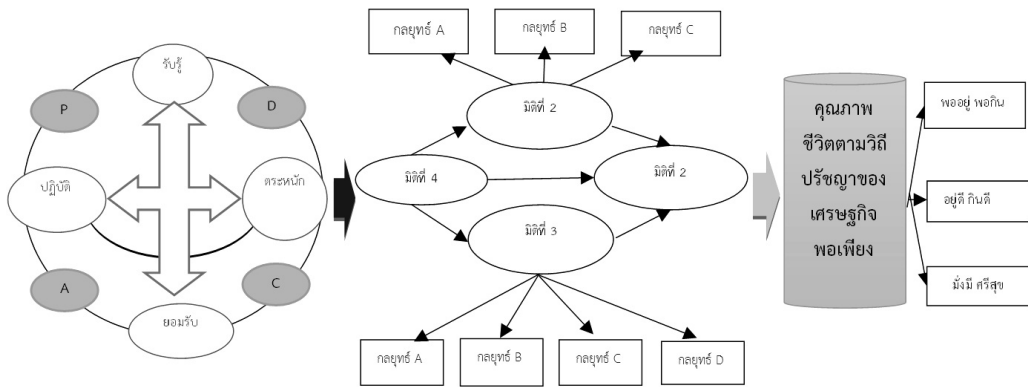 กลยุทธ์ A
กลยุทธ์ B
กลยุทธ์ C
รับรู้
P
D
ปฏิบัติ
ตระหนัก
A
C
ยอมรับ
มิติที่ 2
มิติที่ 4
มิติที่ 2
มิติที่ 3
กลยุทธ์ A
กลยุทธ์ B
กลยุทธ์ C
กลยุทธ์ D
คุณภาพ
ชีวิตตามวิถี
ปรัชญาของ
เศรษฐกิจ
พอเพียง
พออยู่ พอกิน
อยู่ดี กินดี
มั่งมี ศรีสุข